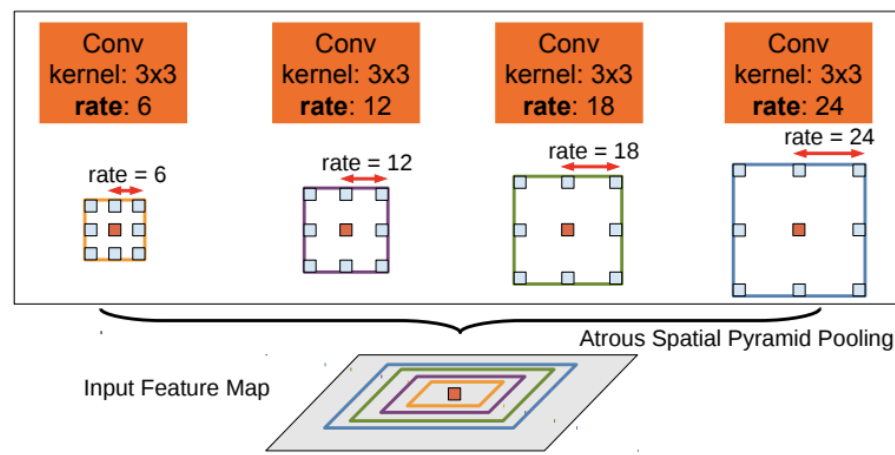 Conv
kernel: 3x3
rate: 6
Conv
kernel: 3x3
rate: 12
Conv
kernel: 3x3
rate: 18
Conv
kernel: 3x3
rate: 24
rate = 6
rate = 12
rate = 18
rate = 24
Atrous Spatial Pyramid Pooling
Input Feature Map